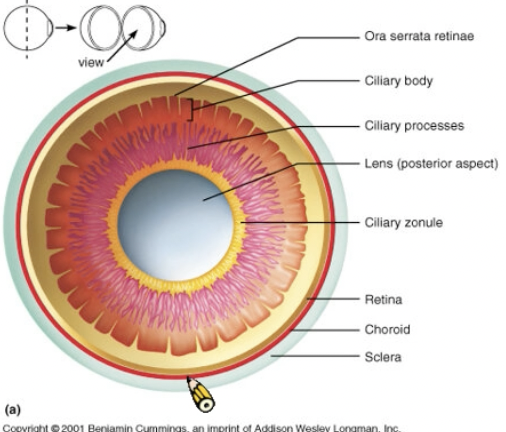 view
Ora serrata retinae
Ciliary body
Ciliary processes
Lens (posterior aspect)
Ciliary zonule
Retina
Choroid
Sclera
(a)
Copyright © 2001 Benjamin Cummings, an imprint of Addison Wesley Longman, Inc.